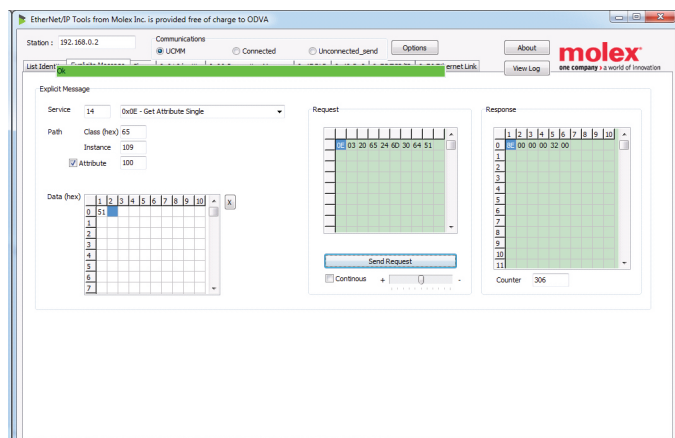 EtherNet/IP Tools from Molex Inc. is provided free of charge to ODVA
Station : 192.168.0.2
Communications
UCMM Connected Unconnected_send
Options
About
View Log
molex
one company › a world of innovation
List Ident
Ok
ernet Link
Explicit Message
Service 14 0x0E - Get Attribute Single
Path Class (hex) 65
Instance 109
Attribute 100
Data (hex)
1 2 3 4 5 6 7 8 9 10
X
0 51
1
2
3
4
5
6
7
Request
0E 03 20 65 24 6D 30 64 51
Send Request
Continous + -
Response
1 2 3 4 5 6 7 8 9 10
0 8E 00 00 00 32 00
1
2
3
4
5
6
7
8
9
10
11
Counter 306